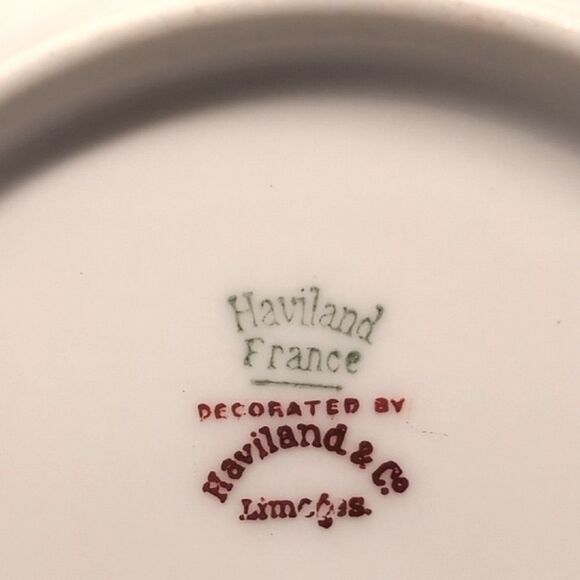 Haviland
France
DECORATED BY
Haviland & Co.
Limoges.